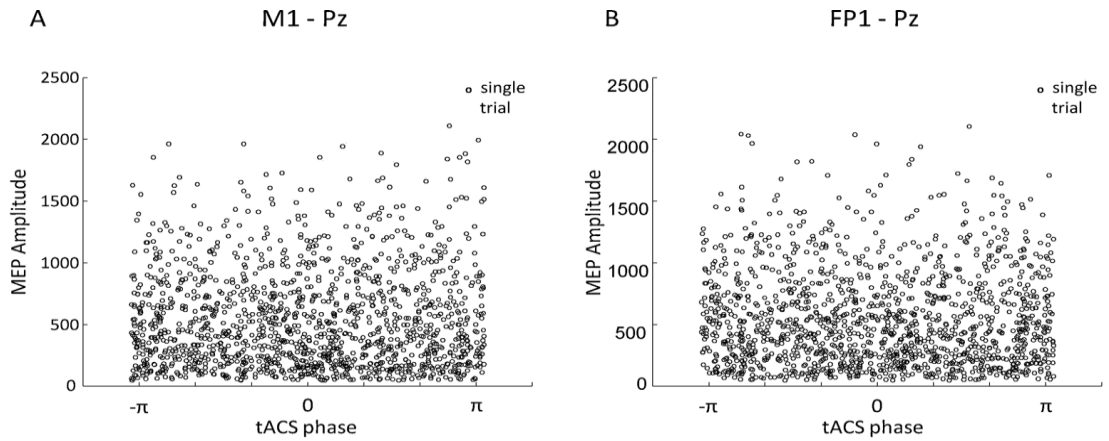 A
M1 - Pz
B
FP1 - Pz
2500
2000
1500
1000
500
0
MEP Amplitude
single
trial
-π
0
π
tACS phase
2500
2000
1500
1000
500
0
MEP Amplitude
single
trial
-π
0
π
tACS phase